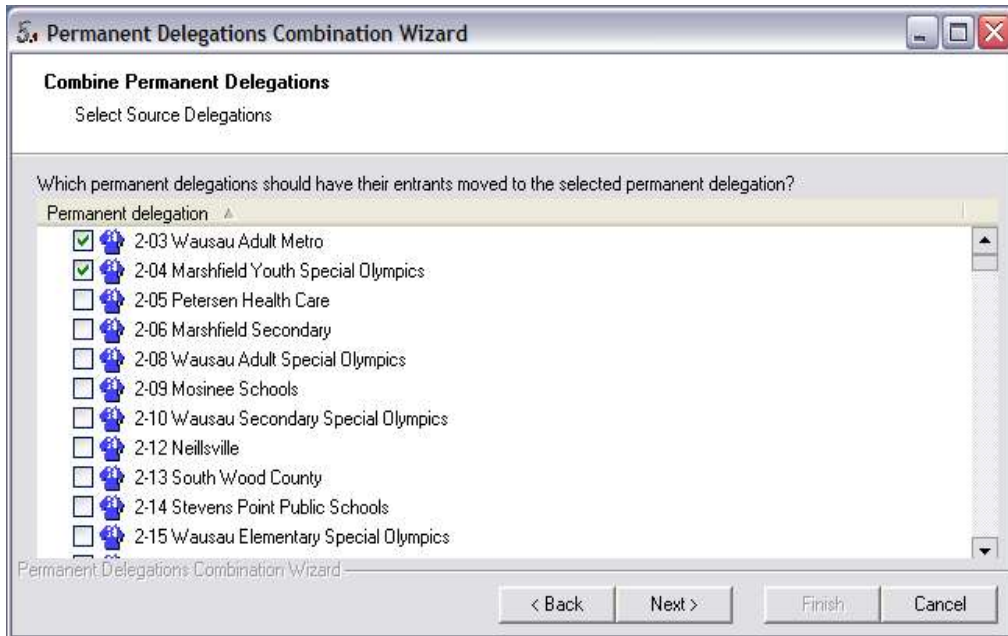 Permanent Delegations Combination Wizard
Combine Permanent Delegations
Select Source Delegations
Which permanent delegations should have their entrants moved to the selected permanent delegation?
Permanent delegation
2-03 Wausau Adult Metro
2-04 Marshfield Youth Special Olympics
2-05 Petersen Health Care
2-06 Marshfield Secondary
2-08 Wausau Adult Special Olympics
2-09 Mosinee Schools
2-10 Wausau Secondary Special Olympics
2-12 Neillsville
2-13 South Wood County
2-14 Stevens Point Public Schools
2-15 Wausau Elementary Special Olympics
Permanent Delegations Combination Wizard
< Back Next > Finish Cancel